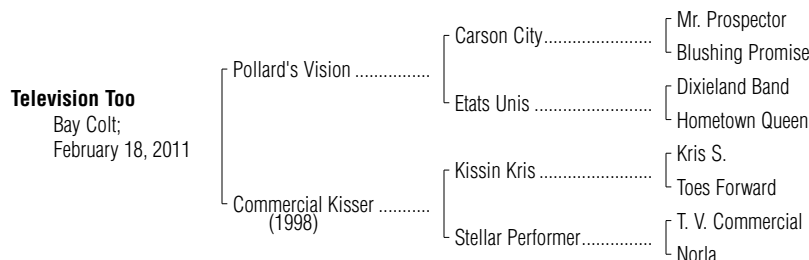 Television Too
Bay Colt;
February 18, 2011
Pollard's Vision ................
Commercial Kisser ...........
(1998)
Carson City......................
Etats Unis ........................
Kissin Kris .......................
Stellar Performer...............
Mr. Prospector
Blushing Promise
Dixieland Band
Hometown Queen
Kris S.
Toes Forward
T. V. Commercial
Norla